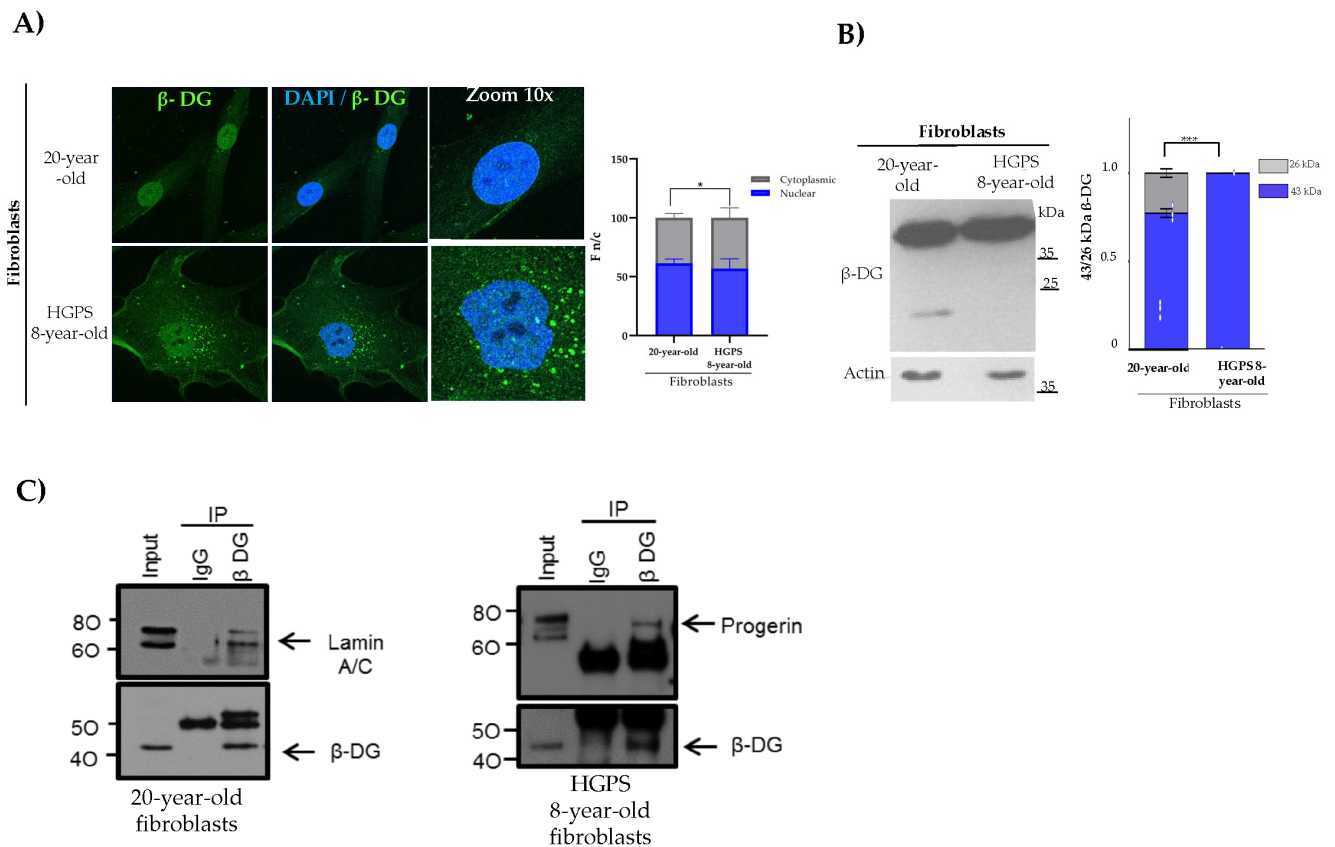 A)
Fibroblasts
β- DG
DAPI / β- DG
Zoom 10x
20-year
-old
HGPS
8-year-old
F n/c
150
100
50
0
Cytoplasmic
Nuclear
*
20-year-old
HGPS
8-year-old
Fibroblasts
B)
Fibroblasts
20-year-
old
HGPS
8-year-old
kDa
35
25
β-DG
Actin
35
43/26 kDa ß-DG
1.0
0.5
0
***
26 kDa
43 kDa
20-year-old
HGPS 8-
year-old
Fibroblasts
C)
IP
Input
IgG
β DG
80
60
Lamin
A/C
50
40
β-DG
20-year-old
fibroblasts
IP
Input
IgG
β DG
80
60
Progerin
50
40
β-DG
HGPS
8-year-old
fibroblasts